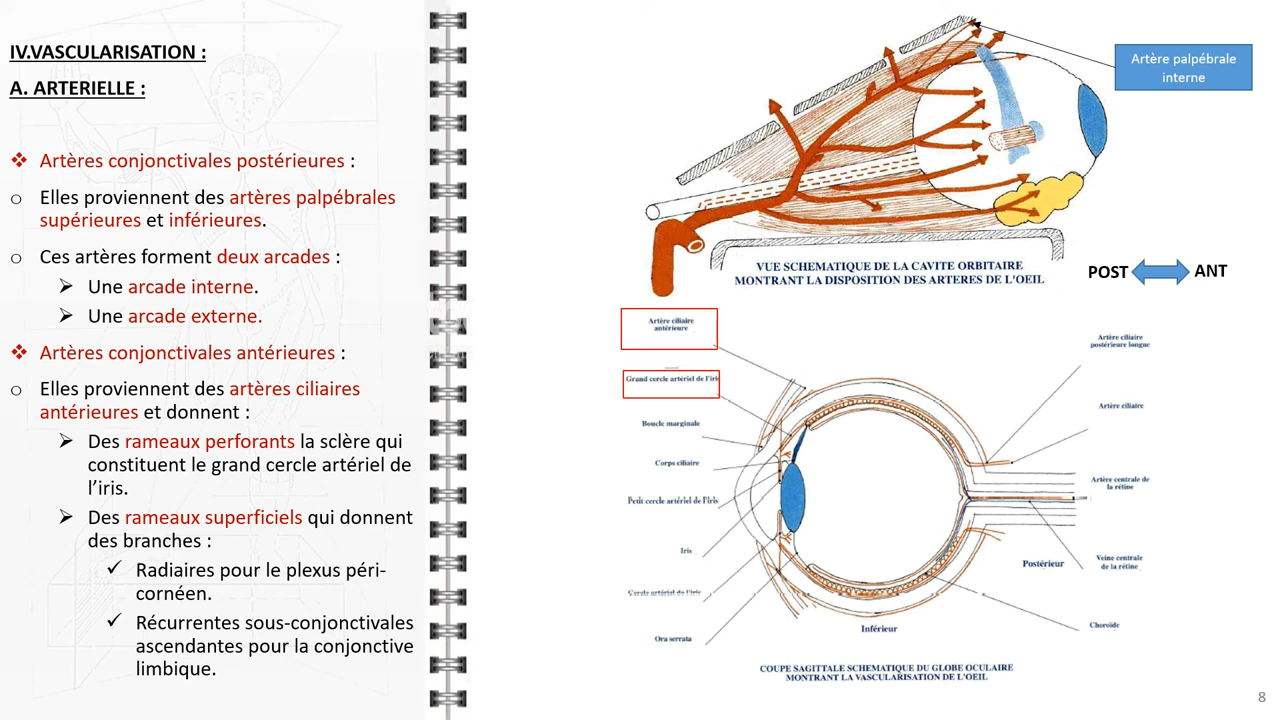 IV.VASCULARISATION :
A. ARTERIELLE :
❖ Artères conjonctivales postérieures :
o Elles proviennent des artères palpébrales
supérieures et inférieures.
o Ces artères forment deux arcades :
➢ Une arcade interne.
➢ Une arcade externe.
❖ Artères conjonctivales antérieures :
o Elles proviennent des artères ciliaires
antérieures et donnent :
➢ Des rameaux perforants la sclère qui
constituent le grand cercle artériel de
l’iris.
➢ Des rameaux superficiels qui donnent
des branches :
✓ Radiaires pour le plexus péri-
cornéen.
✓ Récurrentes sous-conjonctivales
ascendantes pour la conjonctive
limbique.
Artère palpébrale
interne
VUE SCHEMATIQUE DE LA CAVITE ORBITAIRE
MONTRANT LA DISPOSITION DES ARTERES DE L'OEIL
POST ANT
Artère ciliaire
antérieure
Grand cercle artériel de l'iris
Boucle marginale
Corps ciliaire
Petit cercle artériel de l'Iris
Iris
Cercle artériel de l'iris
Ora serrata
Artère ciliaire
postérieure longue
Artère ciliaire
Artère centrale de
la rétine
Veine centrale
de la rétine
Postérieur
Choroïde
Inférieur
COUPE SAGITTALE SCHEMATIQUE DU GLOBE OCULAIRE
MONTRANT LA VASCULARISATION DE L'OEIL
8